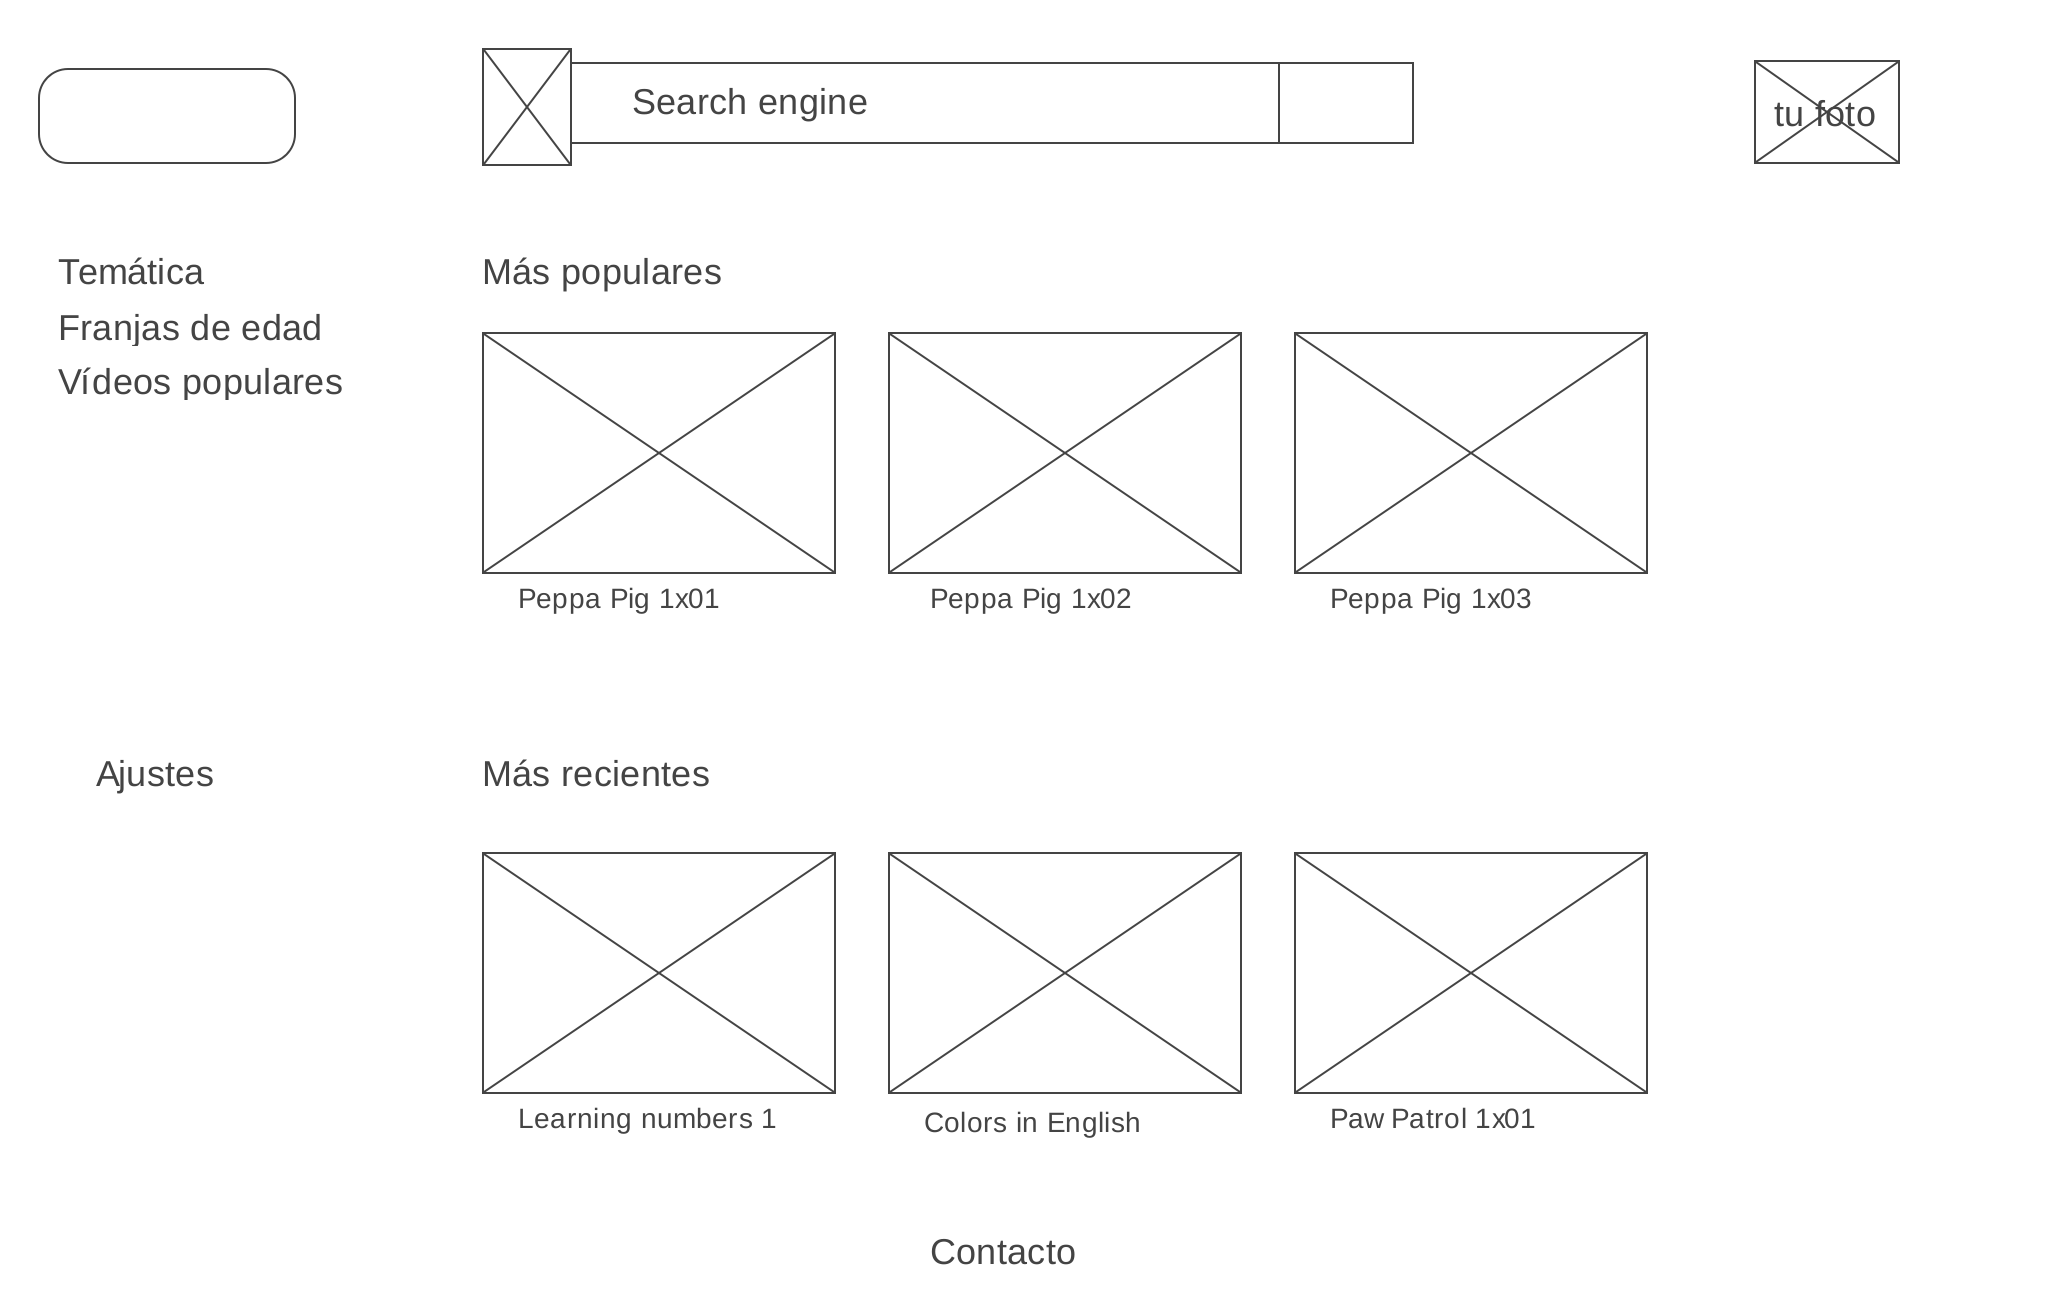 Search engine
tu foto
Temática
Franjas de edad
Vídeos populares
Más populares
Peppa Pig 1x01
Peppa Pig 1x02
Peppa Pig 1x03
Ajustes
Más recientes
Learning numbers 1
Colors in English
Paw Patrol 1x01
Contacto